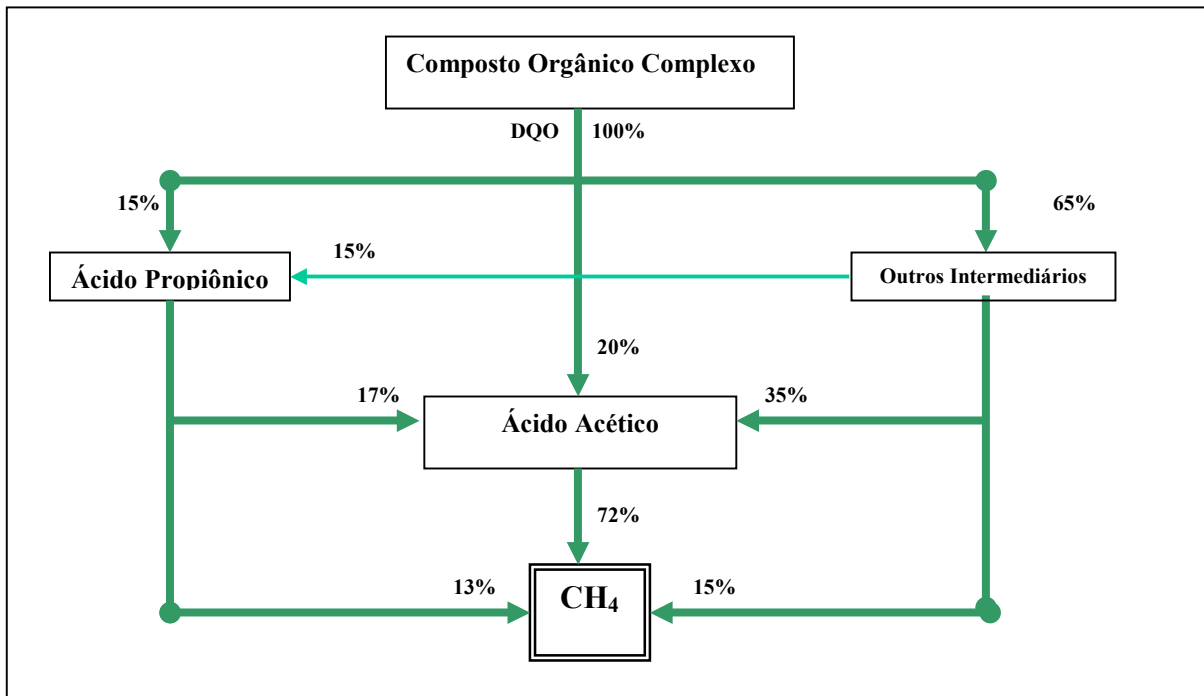 Composto Orgânico Complexo
DQO 100%
15%
65%
Ácido Propiônico
15%
Outros Intermediários
20%
17%
Ácido Acético
35%
72%
13%
CH₄
15%